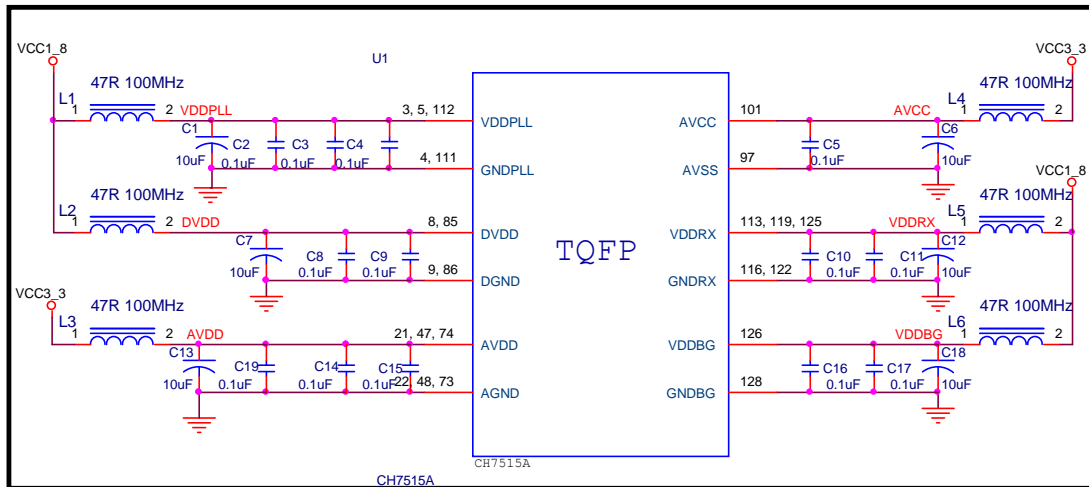 VCC1_8
U1
VCC3_3
L1
47R 100MHz
1
2
VDDPLL
C1
10uF
C2
0.1uF
C3
0.1uF
C4
0.1uF
3, 5, 112
VDDPLL
4, 111
GNDPLL
L2
47R 100MHz
1
2
DVDD
C7
10uF
C8
0.1uF
C9
0.1uF
8, 85
DVDD
9, 86
DGND
VCC3_3
L3
47R 100MHz
1
2
AVDD
C13
10uF
C19
0.1uF
C14
0.1uF
C15
0.1uF
21, 47, 74
AVDD
22, 48, 73
AGND
TQFP
CH7515A
CH7515A
AVCC
101
AVCC
L4
47R 100MHz
1
2
C5
0.1uF
C6
10uF
AVSS
97
VCC1_8
VDDRX
113, 119, 125
VDDRX
L5
47R 100MHz
1
2
C10
0.1uF
C11
0.1uF
C12
10uF
GNDRX
116, 122
VDDBG
126
VDDBG
L6
47R 100MHz
1
2
C16
0.1uF
C17
0.1uF
C18
10uF
GNDBG
128